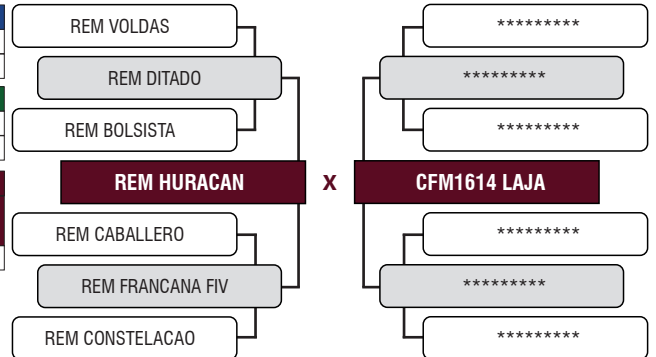 REM VOLDAS
*********
REM DITADO
*********
REM BOLSISTA
*********
REM HURACAN X CFM1614 LAJA
REM CABALLERO
*********
REM FRANCANA FIV
*********
REM CONSTELACAO
*********